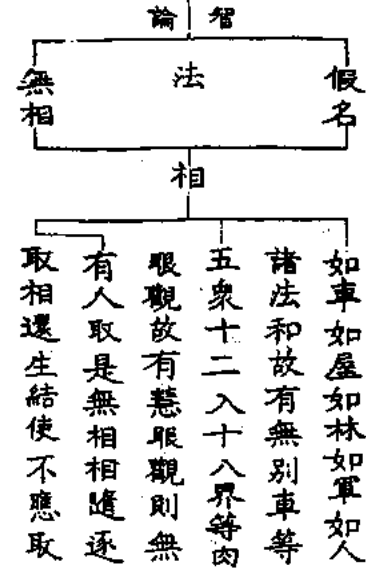 智論
假名
法
無相
相
如車如屋如林如軍如人
諸法和故有無別車等
五衆十二入十八界等肉
眼觀故有慧眼觀則無
有人取是無相相隨逐
取相還生結使不應取